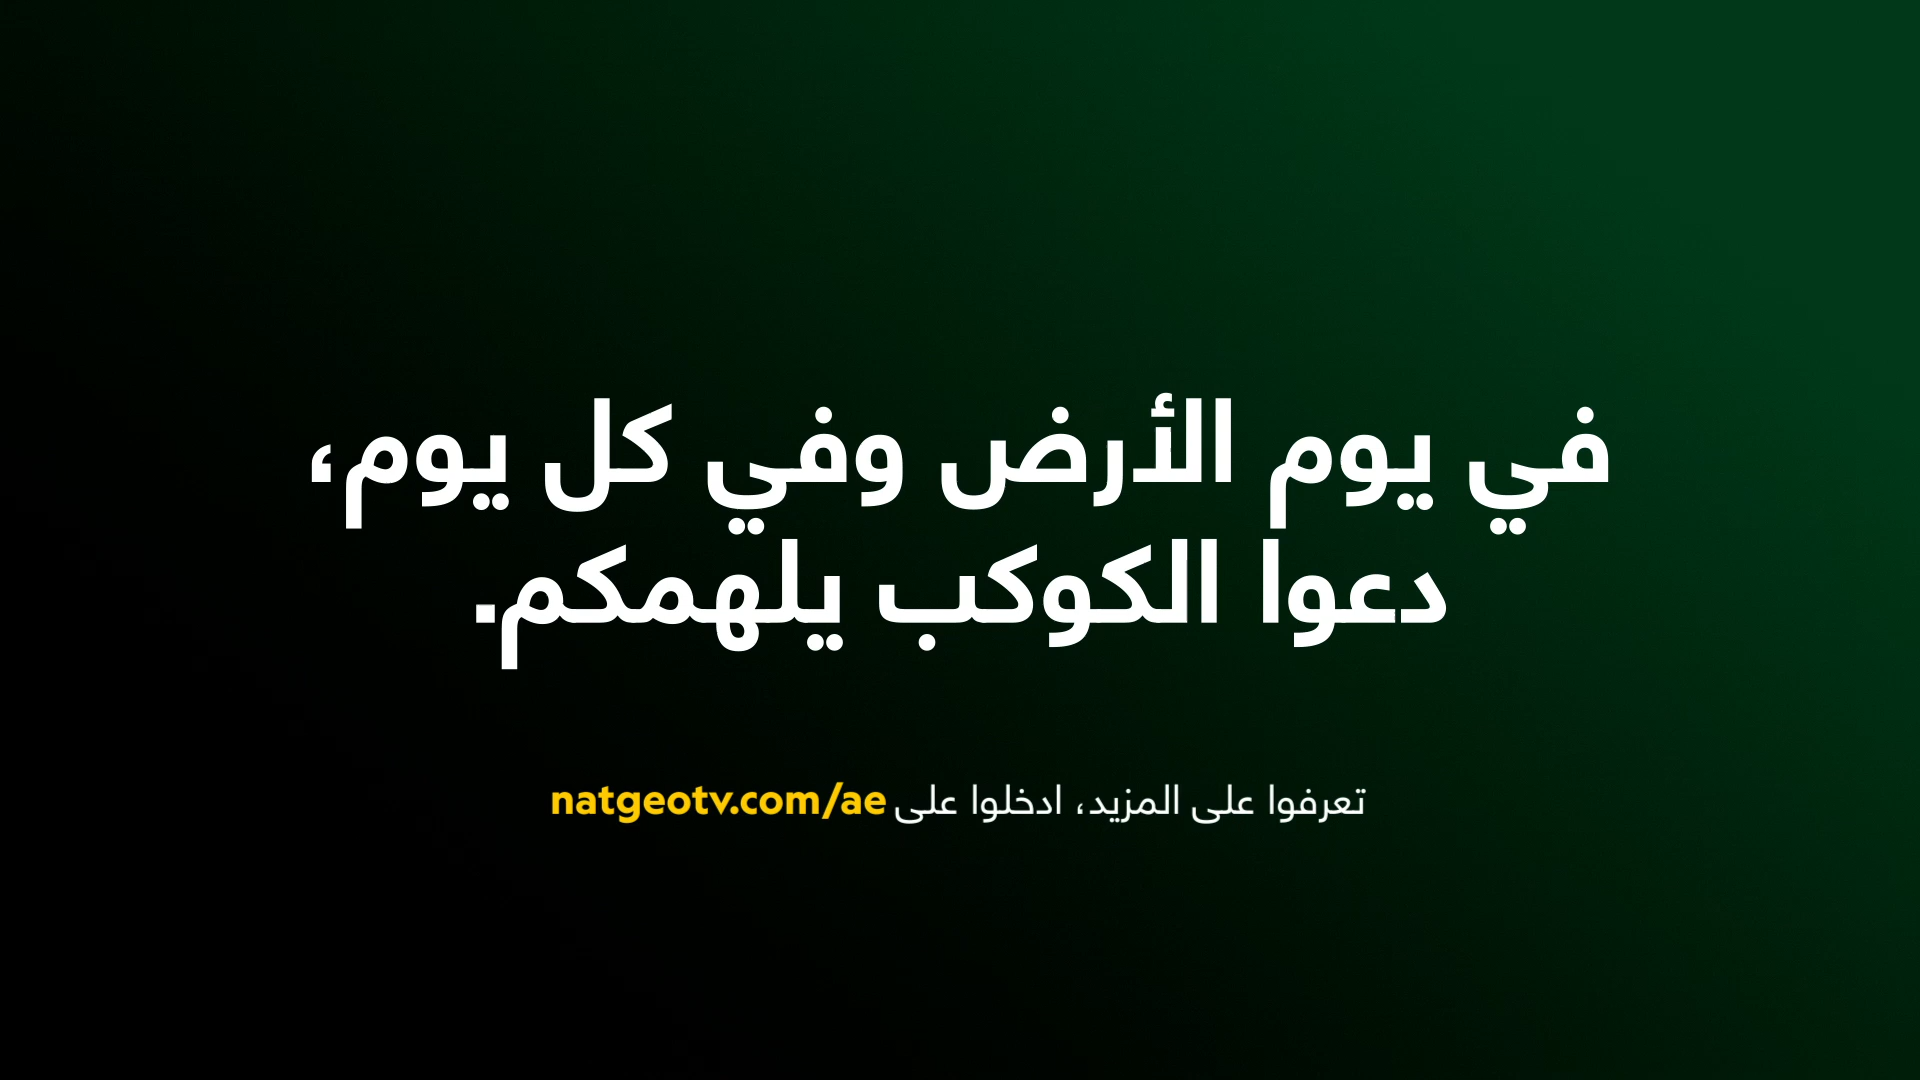 في يوم الأرض وفي كل يوم،
دعوا الكوكب يلهمكم.
تعرفوا على المزيد، ادخلوا على natgeotv.com/ae